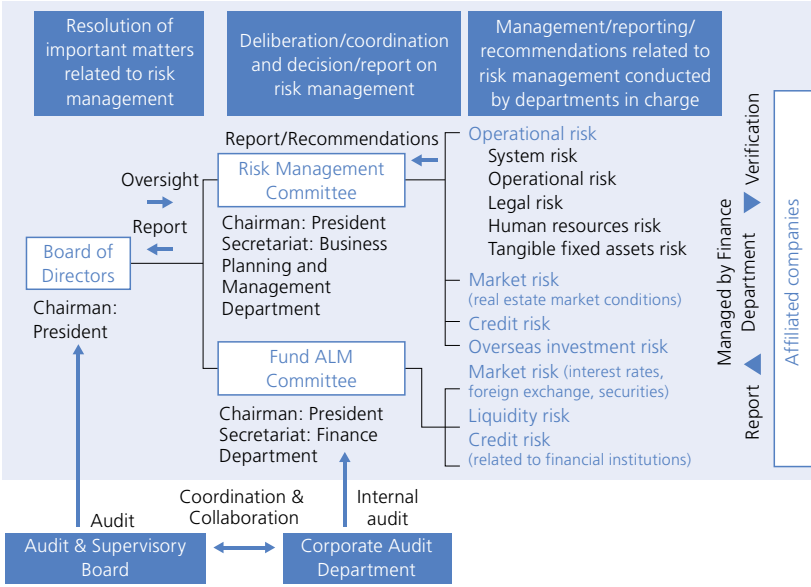 Resolution of
important matters
related to risk
management
Deliberation/coordination
and decision/report on
risk management
Management/reporting/
recommendations related to
risk management conducted
by departments in charge
Report/Recommendations
Oversight
Report
Board of
Directors
Chairman:
President
Risk Management
Committee
Chairman: President
Secretariat: Business
Planning and
Management
Department
Fund ALM
Committee
Chairman: President
Secretariat: Finance
Department
Operational risk
System risk
Operational risk
Legal risk
Human resources risk
Tangible fixed assets risk
Market risk
(real estate market conditions)
Credit risk
Overseas investment risk
Market risk (interest rates,
foreign exchange, securities)
Liquidity risk
Credit risk
(related to financial institutions)
Managed by Finance
Department
Verification
Report
Affiliated companies
Audit
Coordination &
Collaboration
Internal
audit
Audit & Supervisory
Board
Corporate Audit
Department